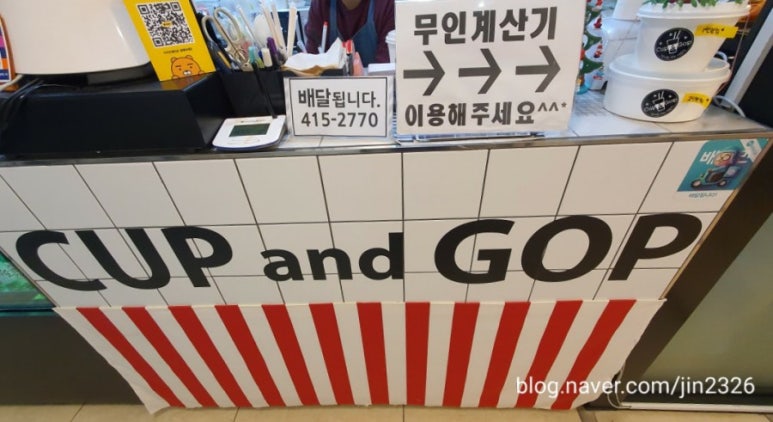 무인계산기
→→→
이용해주세요^^*
배달됩니다.
415-2770
CUP and GOP
blog.naver.com/jin2326